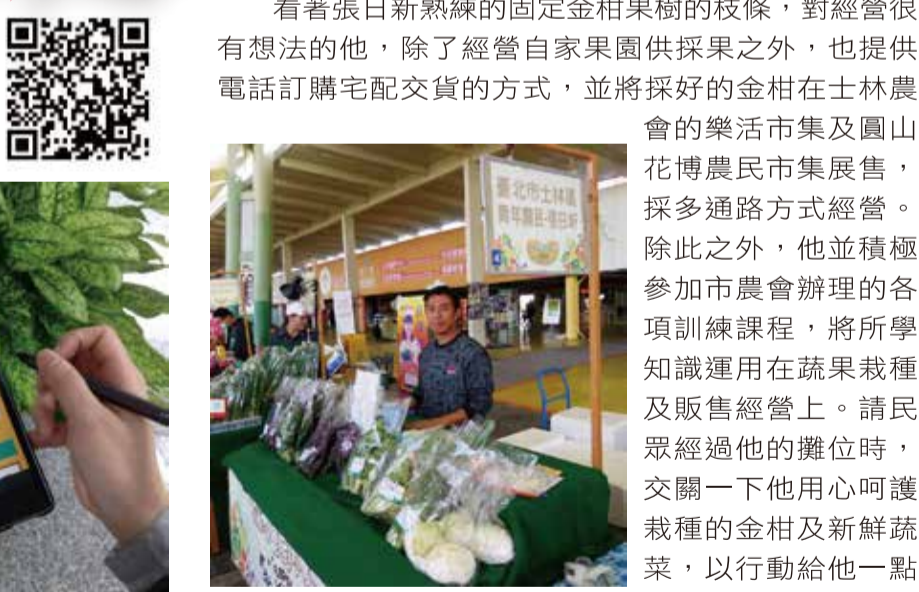 看著張日新熟練的固定金柑果樹的枝條，對經營很
有想法的他，除了經營自家果園供採果之外，也提供
電話訂購宅配交貨的方式，並將採好的金柑在士林農
會的樂活市集及圓山
花博農民市集展售，
採多通路方式經營。
除此之外，他並積極
參加市農會辦理的各
項訓練課程，將所學
知識運用在蔬果栽種
及販售經營上。請民
眾經過他的攤位時，
交關一下他用心呵護
栽種的金柑及新鮮蔬
菜，以行動給他一點
臺北市士林區
青年農民-張日新
4